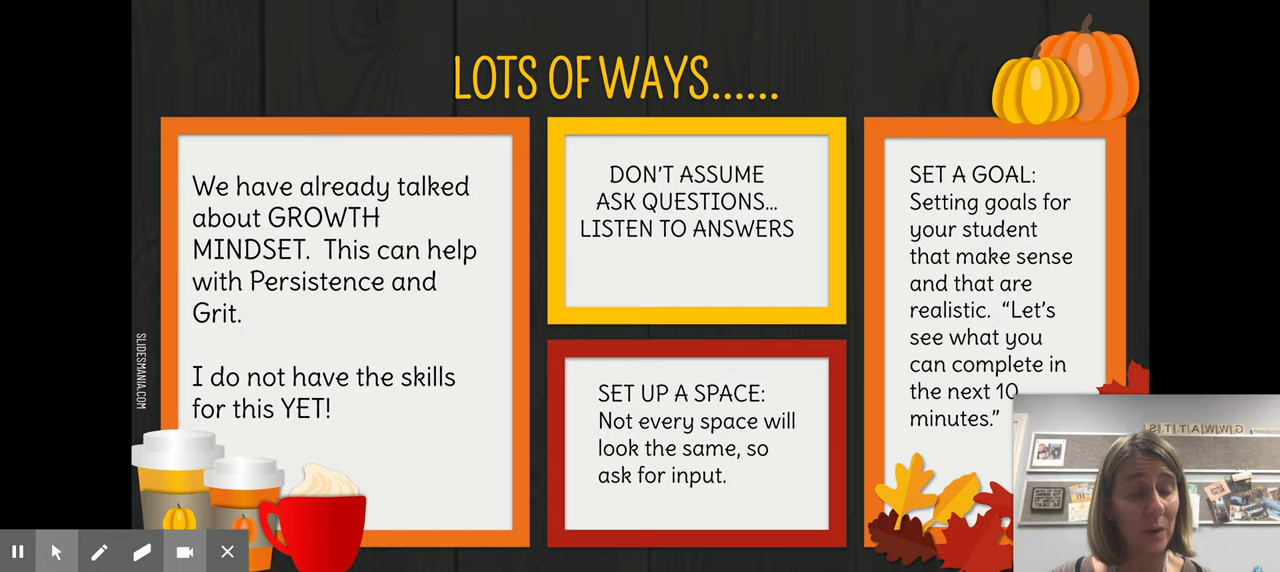 LOTS OF WAYS......
We have already talked
about GROWTH
MINDSET.  This can help
with Persistence and
Grit.
I do not have the skills
for this YET!
DON'T ASSUME
ASK QUESTIONS...
LISTEN TO ANSWERS
SET UP A SPACE:
Not every space will
look the same, so
ask for input.
SET A GOAL:
Setting goals for
your student
that make sense
and that are
realistic.  "Let's
see what you
can complete in
the next 10
minutes."
SLIDESMANIA.COM